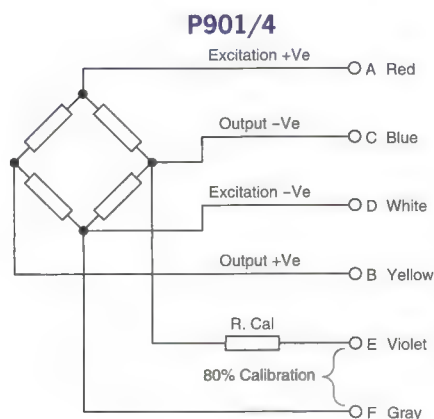 P901/4
Excitation +Ve
A Red
Output –Ve
C Blue
Excitation –Ve
D White
Output +Ve
B Yellow
R. Cal
E Violet
80% Calibration
F Gray